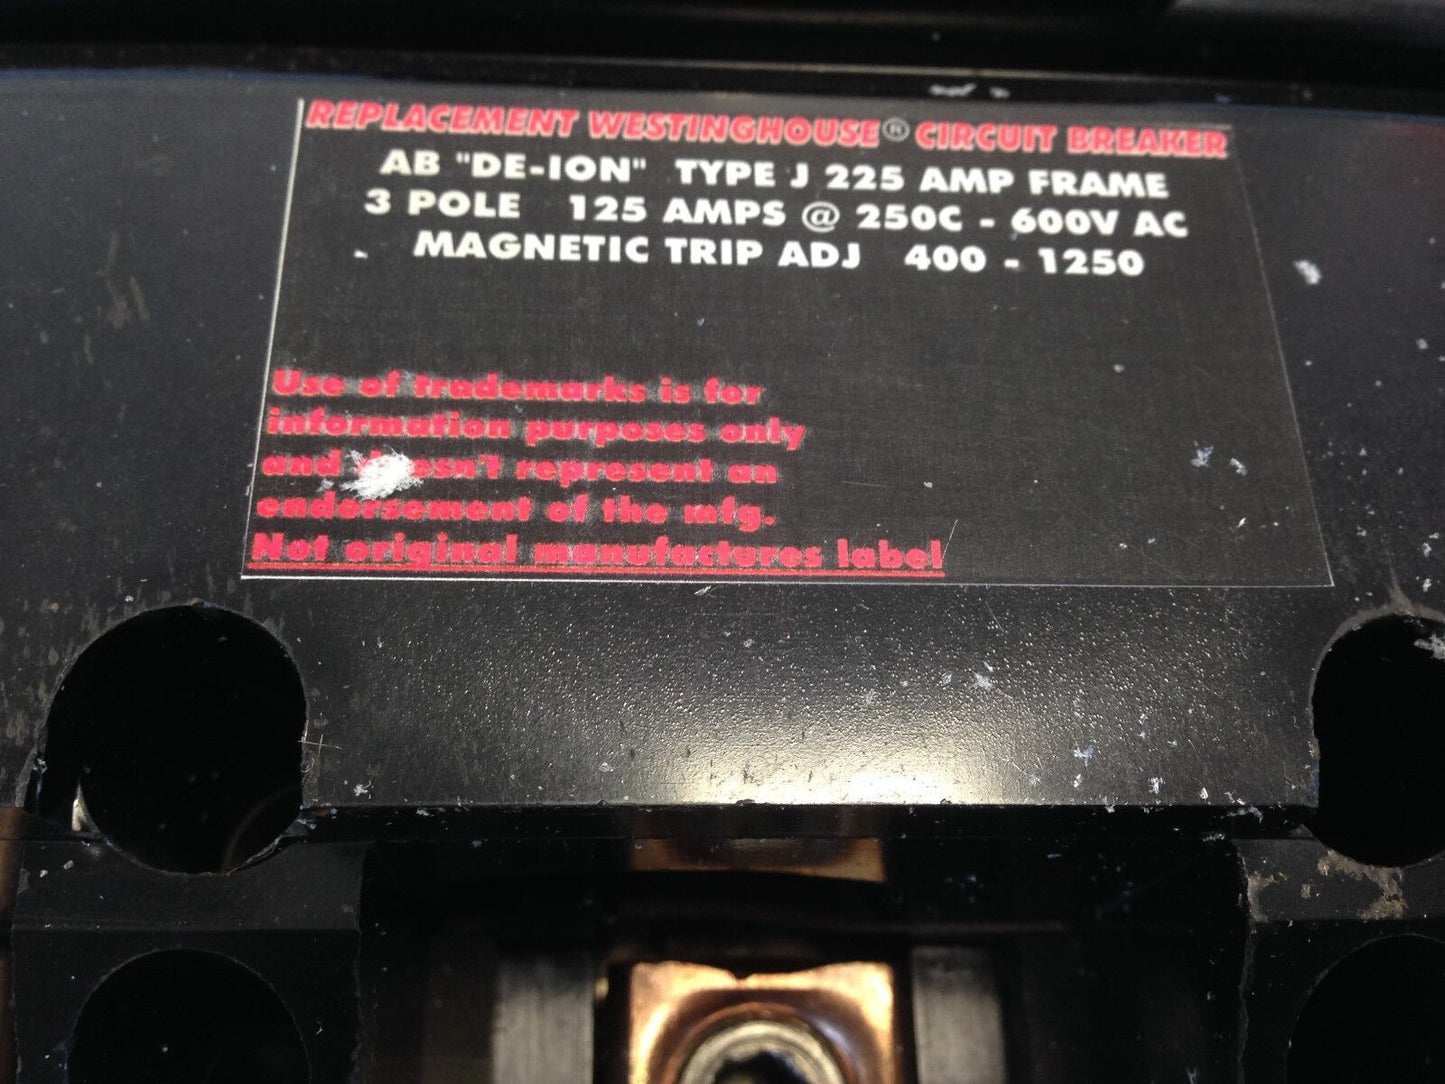 REPLACEMENT WESTINGHOUSE® CIRCUIT BREAKER
AB "DE-ION" TYPE J 225 AMP FRAME
3 POLE 125 AMPS @ 250C - 600V AC
MAGNETIC TRIP ADJ 400 - 1250
Use of trademarks is for
information purposes only
and doesn't represent an
endorsement of the mfg.
Not original manufactures label